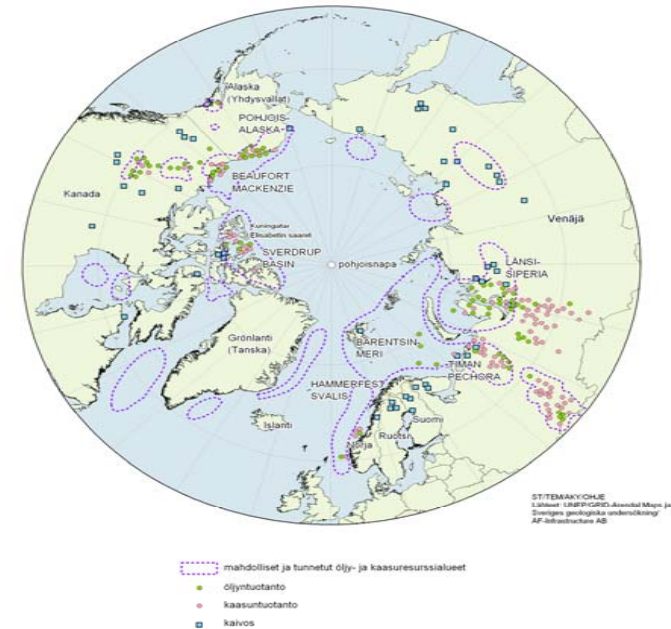 Alaska
(Yhdysvallat)
POHJOIS-
ALASKA
BEAUFORT
MACKENZIE
Kanada
Kuningatar
Elisabetin saaret
SVERDRUP
BASIN
pohjoisnapa
Venäjä
LÄNSI-
SIPERIA
Grönlanti
(Tanska)
BARENTSIN
MERI
TIMAN
PECHORA
HAMMERFEST
SVALIS
Islanti
Norja
Ruotsi
Suomi
ST/TEM/AKY/OHJE
Lähteet: UNEP/GRID-Arendal Maps ja
Sveriges geologiska undersökning/
AF-Infrastructure AB
mahdolliset ja tunnetut öljy- ja kaasuresurssialueet
öljyntuotanto
kaasuntuotanto
kaivos